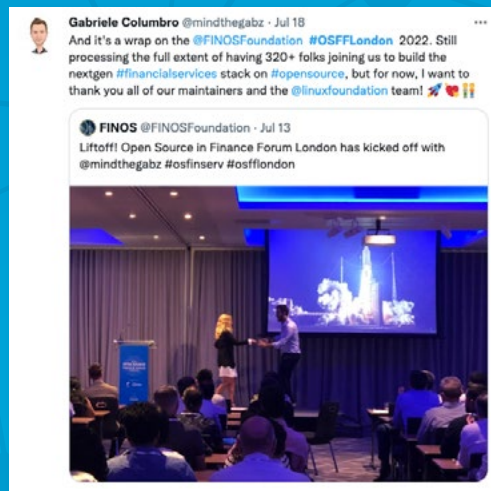 Gabriele Columbro @mindthegabz · Jul 18
And it's a wrap on the @FINOSFoundation #OSFFLondon 2022. Still
processing the full extent of having 320+ folks joining us to build the
nextgen #financialservices stack on #opensource, but for now, I want to
thank you all of our maintainers and the @linuxfoundation team! 🚀 💖 🙌
FINOS @FINOSFoundation · Jul 13
Liftoff! Open Source in Finance Forum London has kicked off with
@mindthegabz #osfinserv #osfflondon